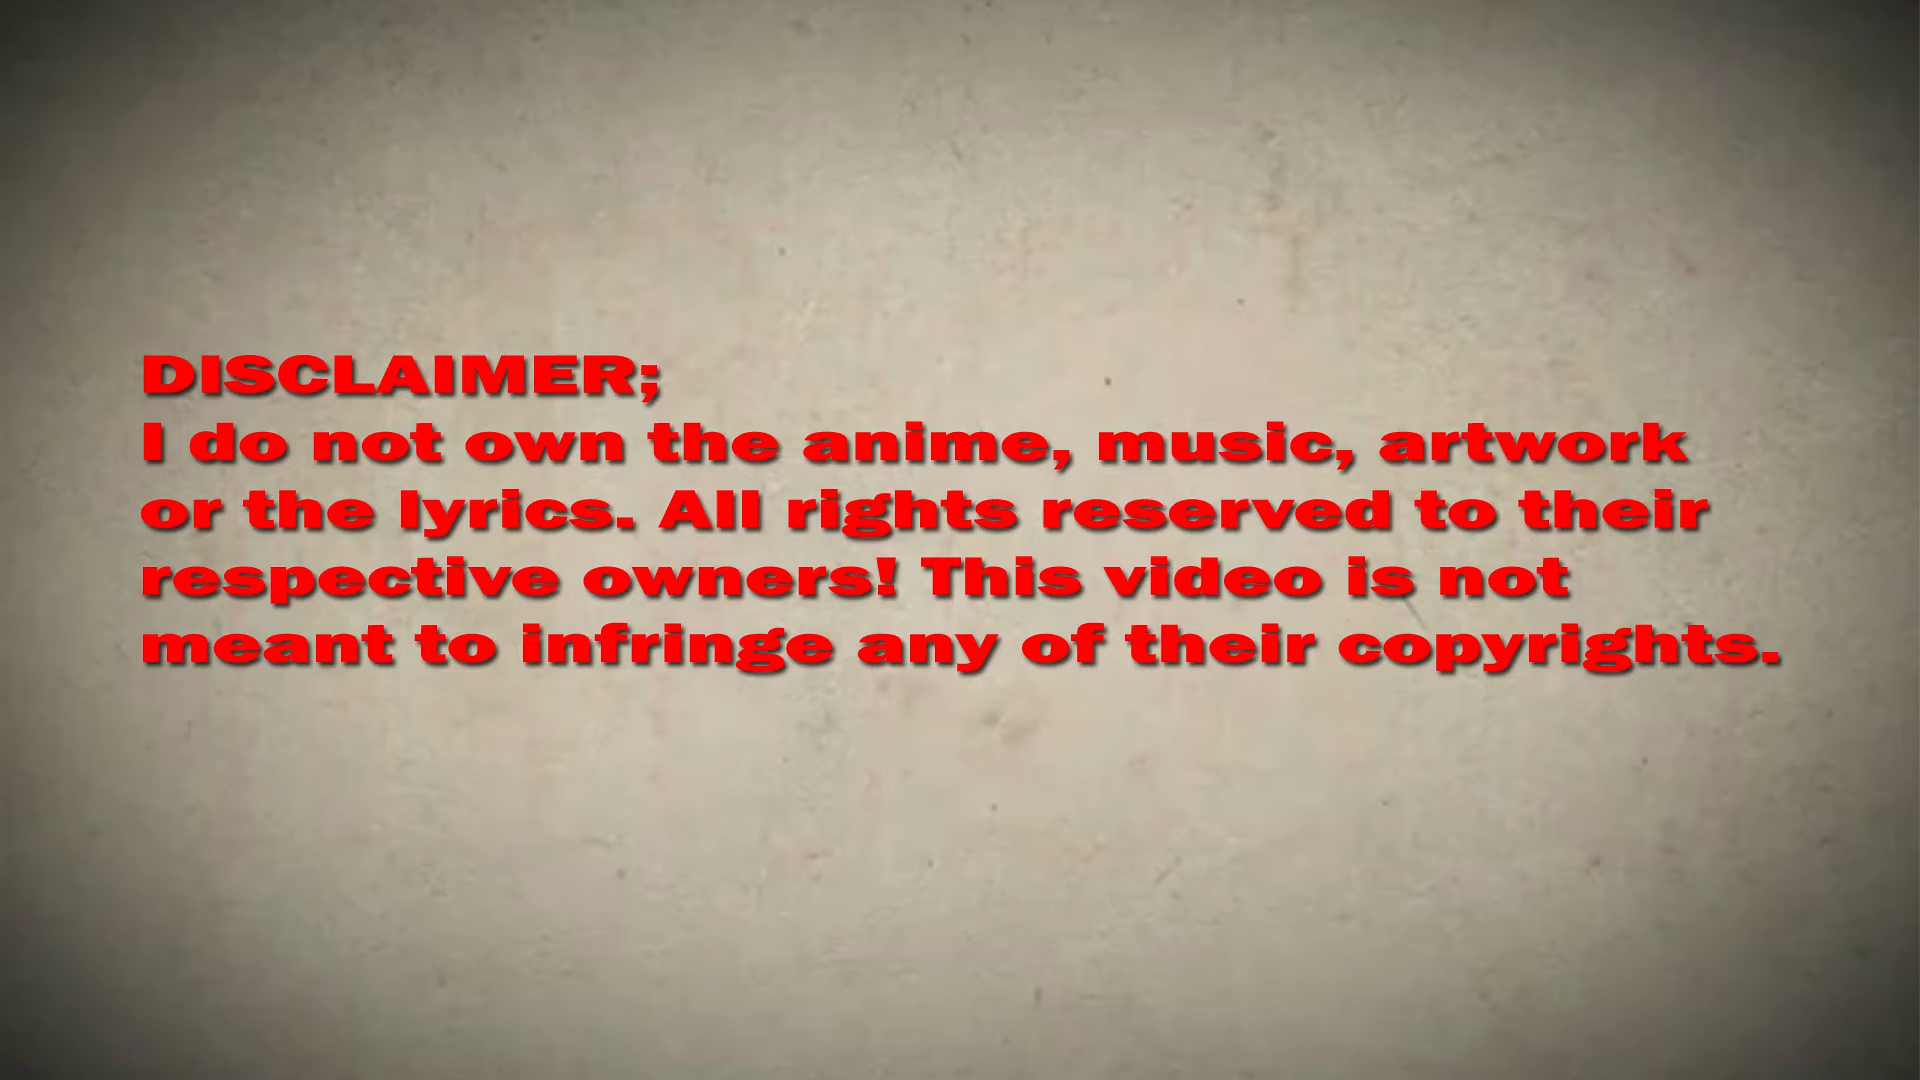 DISCLAIMER;
I do not own the anime, music, artwork
or the lyrics. All rights reserved to their
respective owners! This video is not
meant to infringe any of their copyrights.